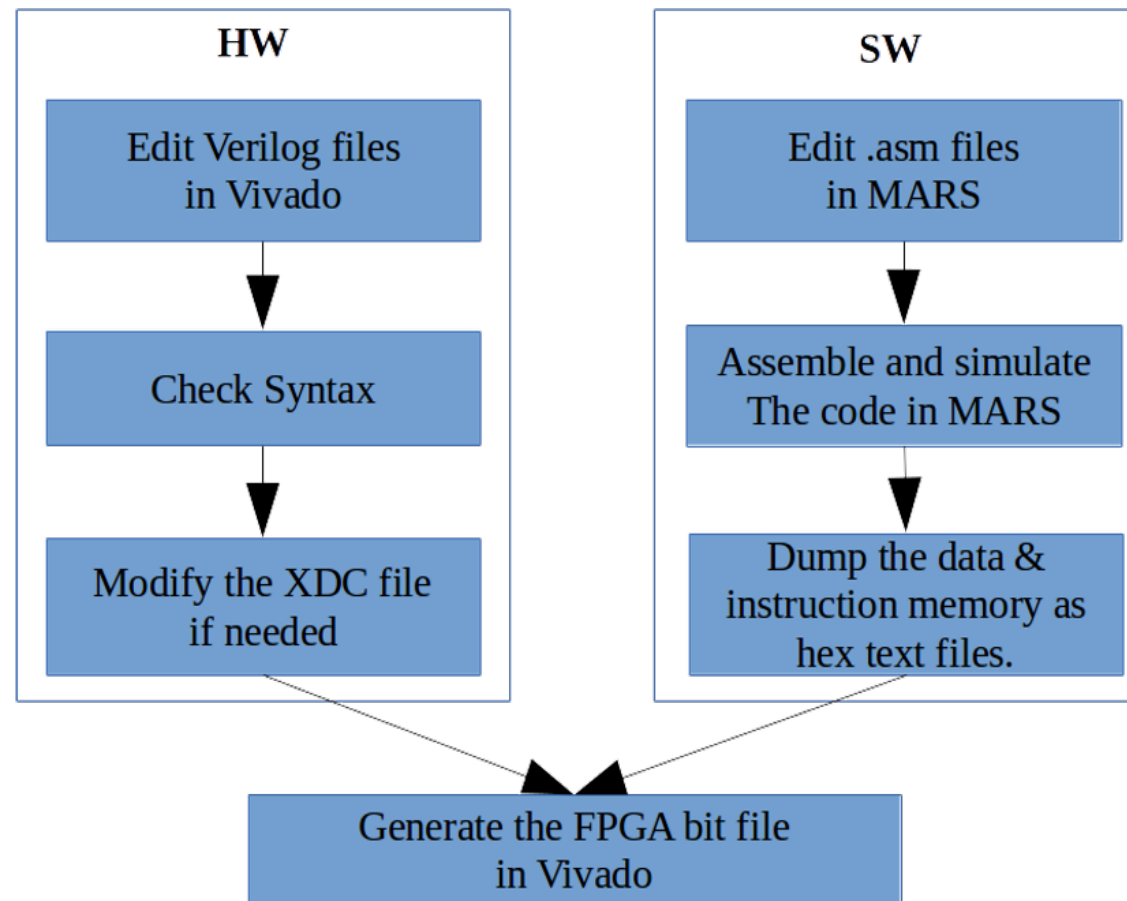 HW
Edit Verilog files
in Vivado
Check Syntax
Modify the XDC file
if needed
SW
Edit .asm files
in MARS
Assemble and simulate
The code in MARS
Dump the data &
instruction memory as
hex text files.
Generate the FPGA bit file
in Vivado